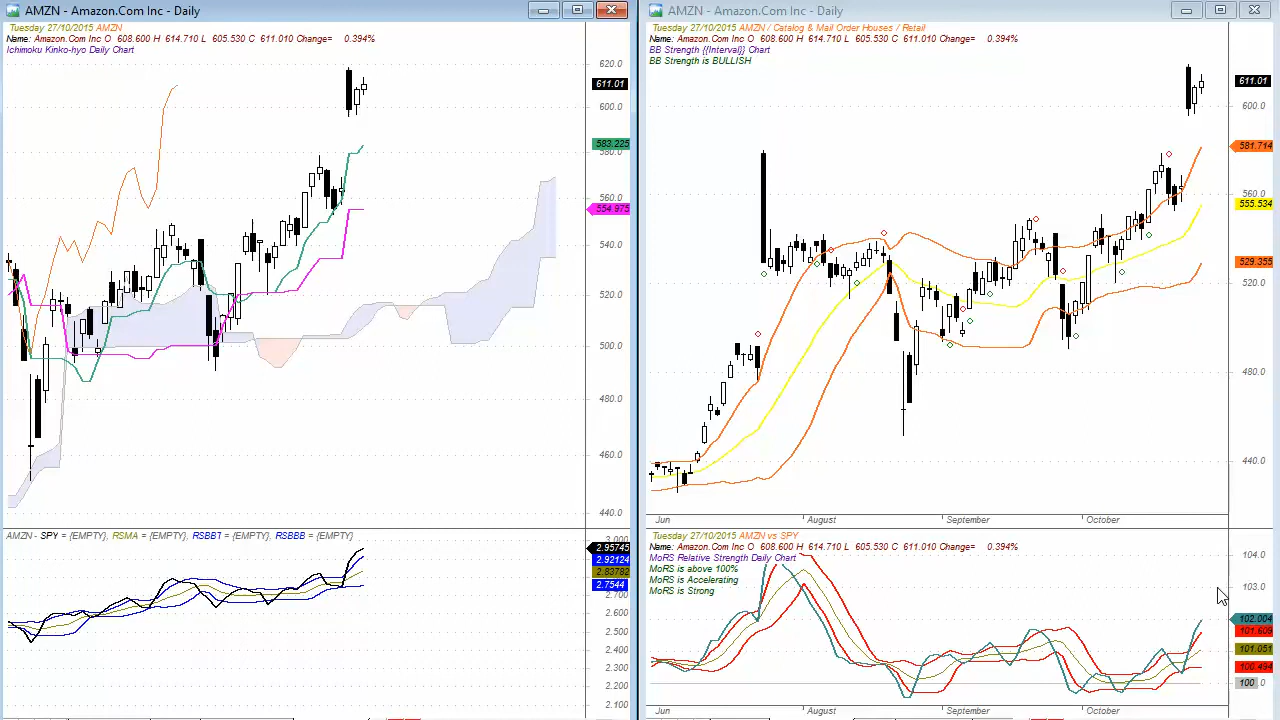 AMZN - Amazon.Com Inc - Daily
Tuesday 27/10/2015 AMZN
Name: Amazon.Com Inc O 608.600 H 614.710 L 605.530 C 611.010 Change= 0.394%
Ichimoku Kinko-hyo Daily Chart
620.0
611.01
600.0
583.225
580.0
560.0
554.975
540.0
520.0
500.0
480.0
460.0
440.0
AMZN - SPY = {EMPTY}, RSMA = {EMPTY}, RSBBT = {EMPTY}, RSBBB = {EMPTY}
3.000
2.95745
2.92124
2.83782
2.7544
2.700
2.600
2.500
2.400
2.300
2.200
2.100
AMZN - Amazon.Com Inc - Daily
Tuesday 27/10/2015 AMZN / Catalog & Mail Order Houses / Retail
Name: Amazon.Com Inc O 608.600 H 614.710 L 605.530 C 611.010 Change= 0.394%
BB Strength {{Interval}} Chart
BB Strength is BULLISH
611.01
600.0
581.714
560.0
555.534
529.355
520.0
480.0
440.0
Jun August September October
Tuesday 27/10/2015 AMZN vs SPY
Name: Amazon.Com Inc O 608.600 H 614.710 L 605.530 C 611.010 Change= 0.394%
MoRS Relative Strength Daily Chart
MoRS is above 100%
MoRS is Accelerating
MoRS is Strong
104.0
103.0
102.004
101.609
101.051
100.494
100 .0
Jun August September October